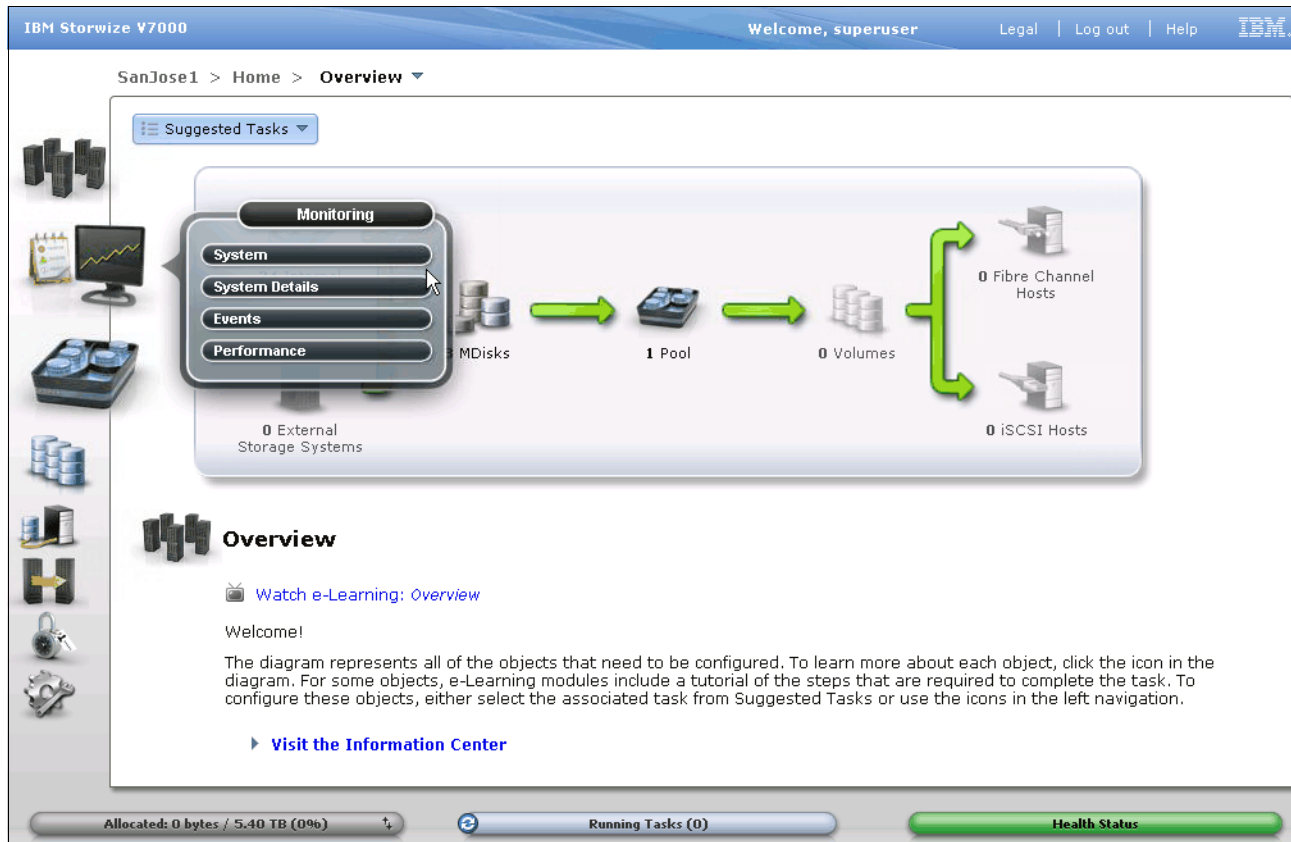 IBM Storwize V7000
Welcome, superuser
Legal | Log out | Help
IBM.
SanJose1 > Home > Overview
Suggested Tasks
Monitoring
System
System Details
Events
Performance
MDisks
1 Pool
0 Volumes
0 Fibre Channel
Hosts
0 External
Storage Systems
0 iSCSI Hosts
Overview
Watch e-Learning: Overview
Welcome!
The diagram represents all of the objects that need to be configured. To learn more about each object, click the icon in the
diagram. For some objects, e-Learning modules include a tutorial of the steps that are required to complete the task. To
configure these objects, either select the associated task from Suggested Tasks or use the icons in the left navigation.
Visit the Information Center
Allocated: 0 bytes / 5.40 TB (0%)
Running Tasks (0)
Health Status